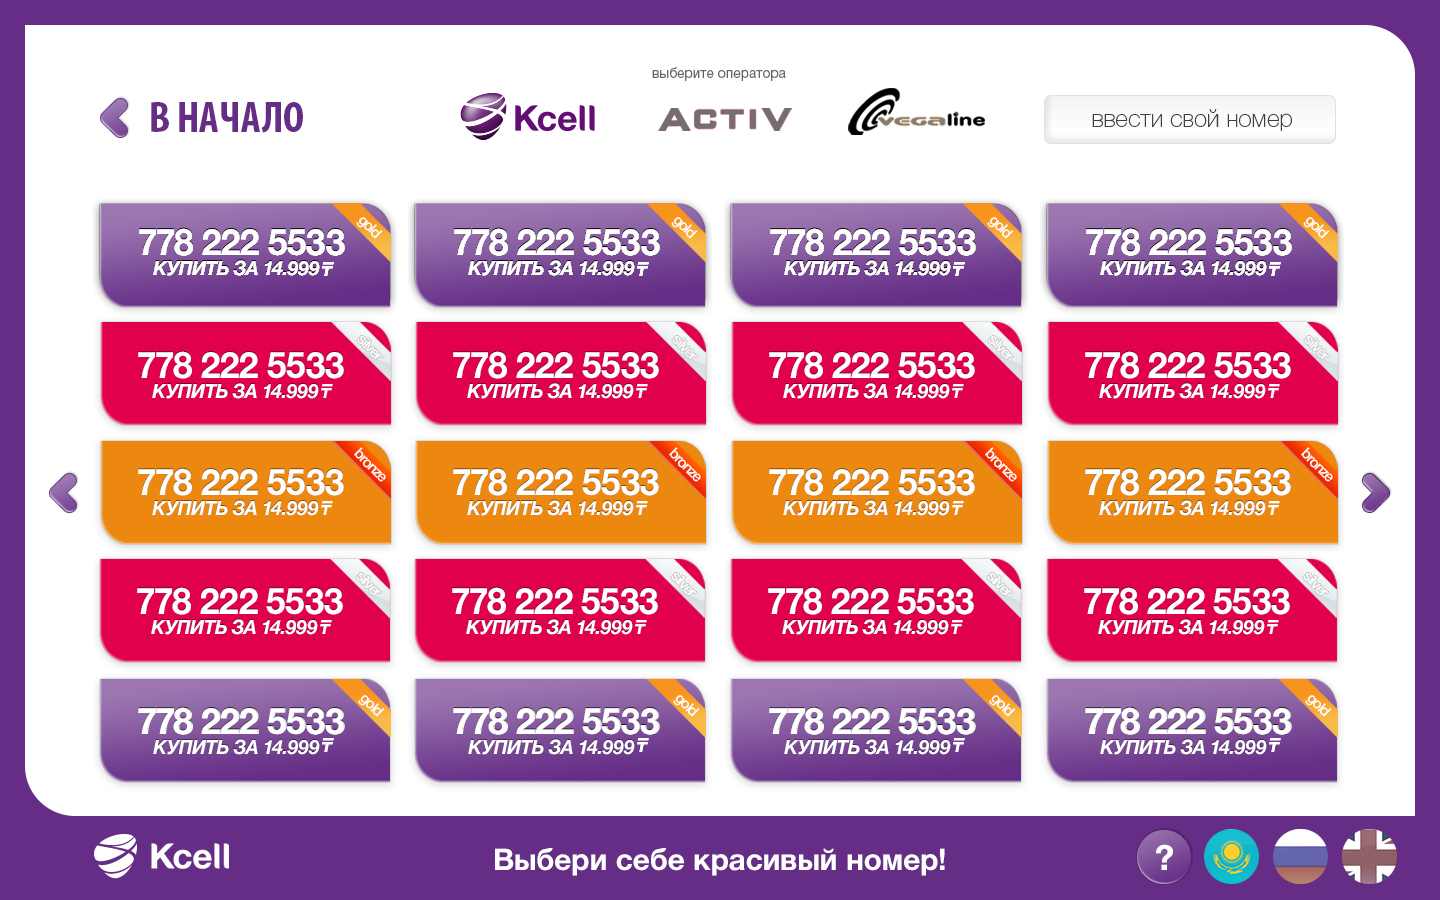 выберите оператора
В НАЧАЛО
Kcell
ACTIV
VEGAline
ввести свой номер
gold gold gold gold
778 222 5533 778 222 5533 778 222 5533 778 222 5533
КУПИТЬ ЗА 14.999₸ КУПИТЬ ЗА 14.999₸ КУПИТЬ ЗА 14.999₸ КУПИТЬ ЗА 14.999₸
silver silver silver silver
778 222 5533 778 222 5533 778 222 5533 778 222 5533
КУПИТЬ ЗА 14.999₸ КУПИТЬ ЗА 14.999₸ КУПИТЬ ЗА 14.999₸ КУПИТЬ ЗА 14.999₸
bronze bronze bronze bronze
778 222 5533 778 222 5533 778 222 5533 778 222 5533
КУПИТЬ ЗА 14.999₸ КУПИТЬ ЗА 14.999₸ КУПИТЬ ЗА 14.999₸ КУПИТЬ ЗА 14.999₸
silver silver silver silver
778 222 5533 778 222 5533 778 222 5533 778 222 5533
КУПИТЬ ЗА 14.999₸ КУПИТЬ ЗА 14.999₸ КУПИТЬ ЗА 14.999₸ КУПИТЬ ЗА 14.999₸
gold gold gold gold
778 222 5533 778 222 5533 778 222 5533 778 222 5533
КУПИТЬ ЗА 14.999₸ КУПИТЬ ЗА 14.999₸ КУПИТЬ ЗА 14.999₸ КУПИТЬ ЗА 14.999₸
Kcell
Выбери себе красивый номер!
?